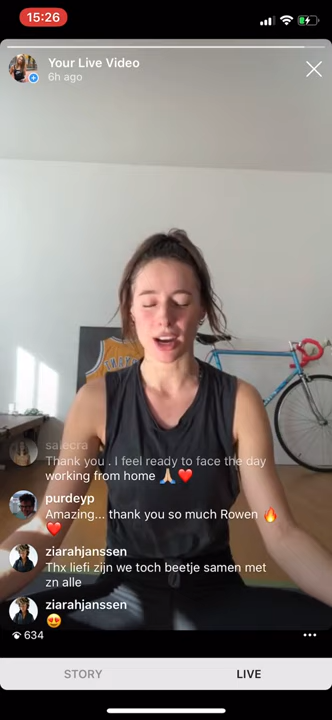 15:26
Your Live Video
6h ago
salecra
Thank you . I feel ready to face the day
working from home 🙏🏼❤️
purdeyp
Amazing... thank you so much Rowen 🔥
❤️
ziarahjanssen
Thx liefi zijn we toch beetje samen met
zn alle
ziarahjanssen
😍
634
STORY
LIVE